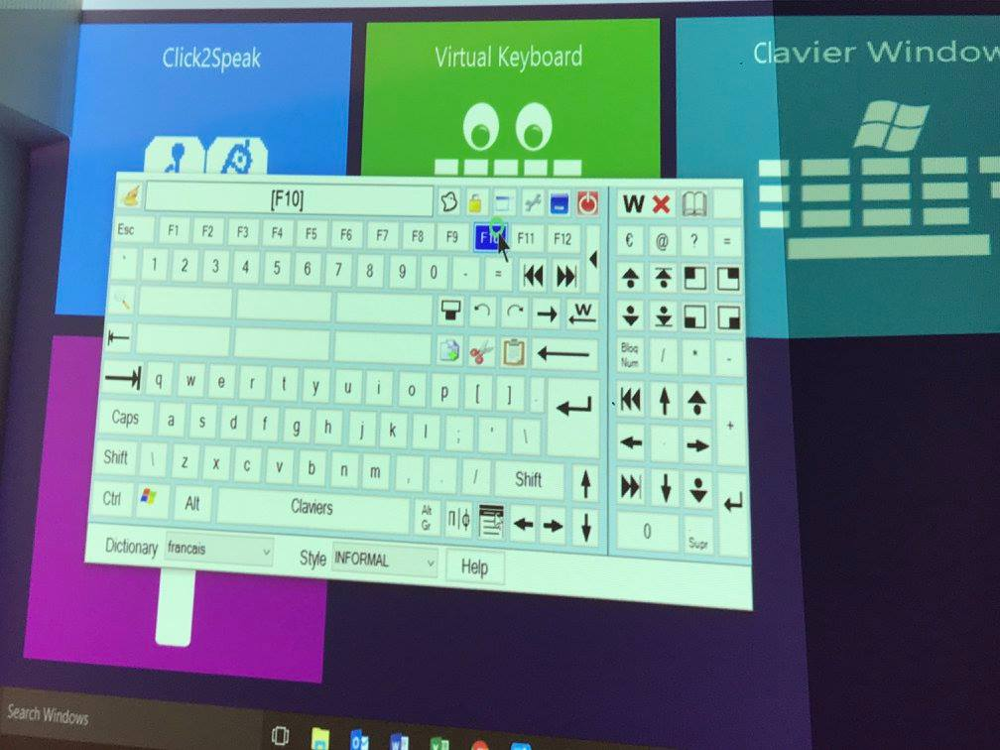 Click2Speak
Virtual Keyboard
Clavier Window
[F10]
W
Esc F1 F2 F3 F4 F5 F6 F7 F8 F9 F10 F11 F12
€ @ ? =
` 1 2 3 4 5 6 7 8 9 0 - =
W
Bloq Num / * -
q w e r t y u i o p [ ]
Caps a s d f g h j k l ; ' \
+
Shift \ z x c v b n m , . / Shift
Ctrl Alt Claviers Alt Gr П|ф
0 Supr
Dictionary francais Style INFORMAL Help
Search Windows